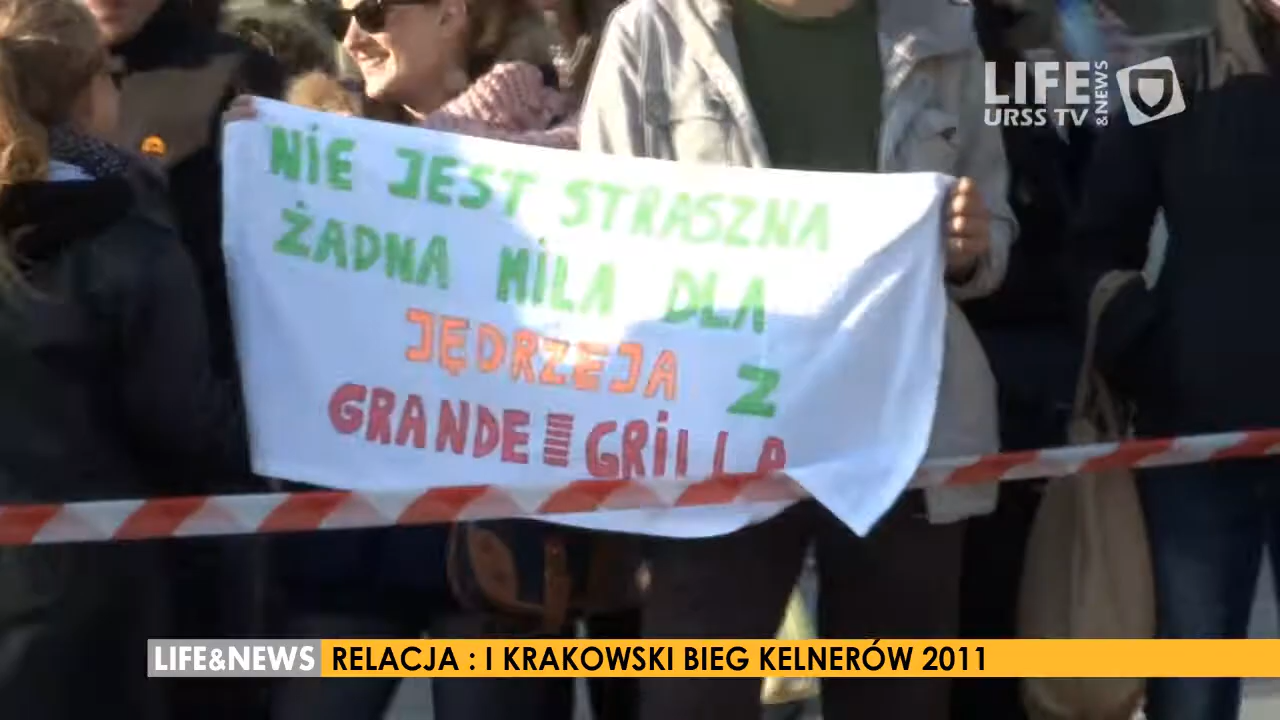 LIFE
&NEWS
URSS TV
NIE JEST STRASZNA
ŻADNA MILA DLA
JĘDRZEJA Z
GRANDE GRILLA
LIFE&NEWS RELACJA : I KRAKOWSKI BIEG KELNERÓW 2011